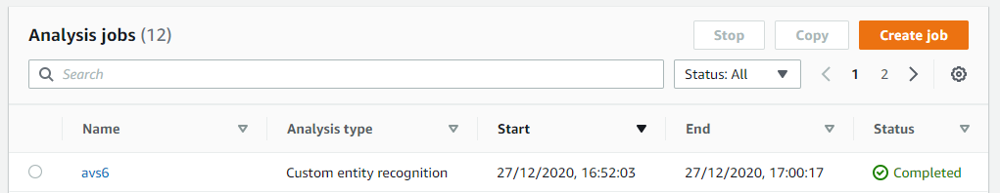 Analysis jobs (12)
Stop
Copy
Create job
Search
Status: All
1
2
Name
Analysis type
Start
End
Status
avs6
Custom entity recognition
27/12/2020, 16:52:03
27/12/2020, 17:00:17
Completed